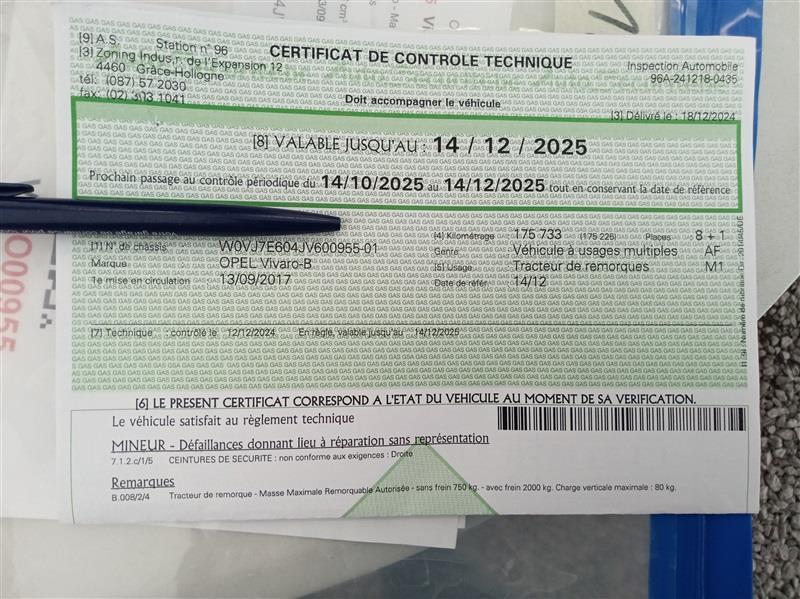 [9] A.S. Station n° 96
[3] Zoning Indus.r. de l'Expansion 12
4460 Grâce-Hollogne
tél: (087) 57 2030
fax: (02) 303 1041
CERTIFICAT DE CONTROLE TECHNIQUE
Doit accompagner le véhicule
Inspection Automobile
96A-241218-0435
[3] Délivré le : 18/12/2024
[8] VALABLE JUSQU'AU : 14 / 12 / 2025
Prochain passage au contrôle périodique du 14/10/2025 au 14/12/2025 tout en conservant la date de référence
[1] N° de châssis W0VJ7E604JV600955-01
Marque OPEL Vivaro-B
1e mise en circulation : 13/09/2017
[4] Kilométrage 175 733 (175 226) Places 8 + 1
Genre Véhicule à usages multiples AF
[5] Usage Tracteur de remorques M1
Date de référ. 14/12
[7] Technique : contrôlé le 12/12/2024 En règle, valable jusqu'au 14/12/2025
[6] LE PRESENT CERTIFICAT CORRESPOND A L'ETAT DU VEHICULE AU MOMENT DE SA VERIFICATION.
Le véhicule satisfait au règlement technique
MINEUR - Défaillances donnant lieu à réparation sans représentation
7.1.2.c/1/5 CEINTURES DE SECURITE : non conforme aux exigences : Droite
Remarques
B.008/2/4 Tracteur de remorque - Masse Maximale Remorquable Autorisée - sans frein 750 kg. - avec frein 2000 kg. Charge verticale maximale : 80 kg.
O00955